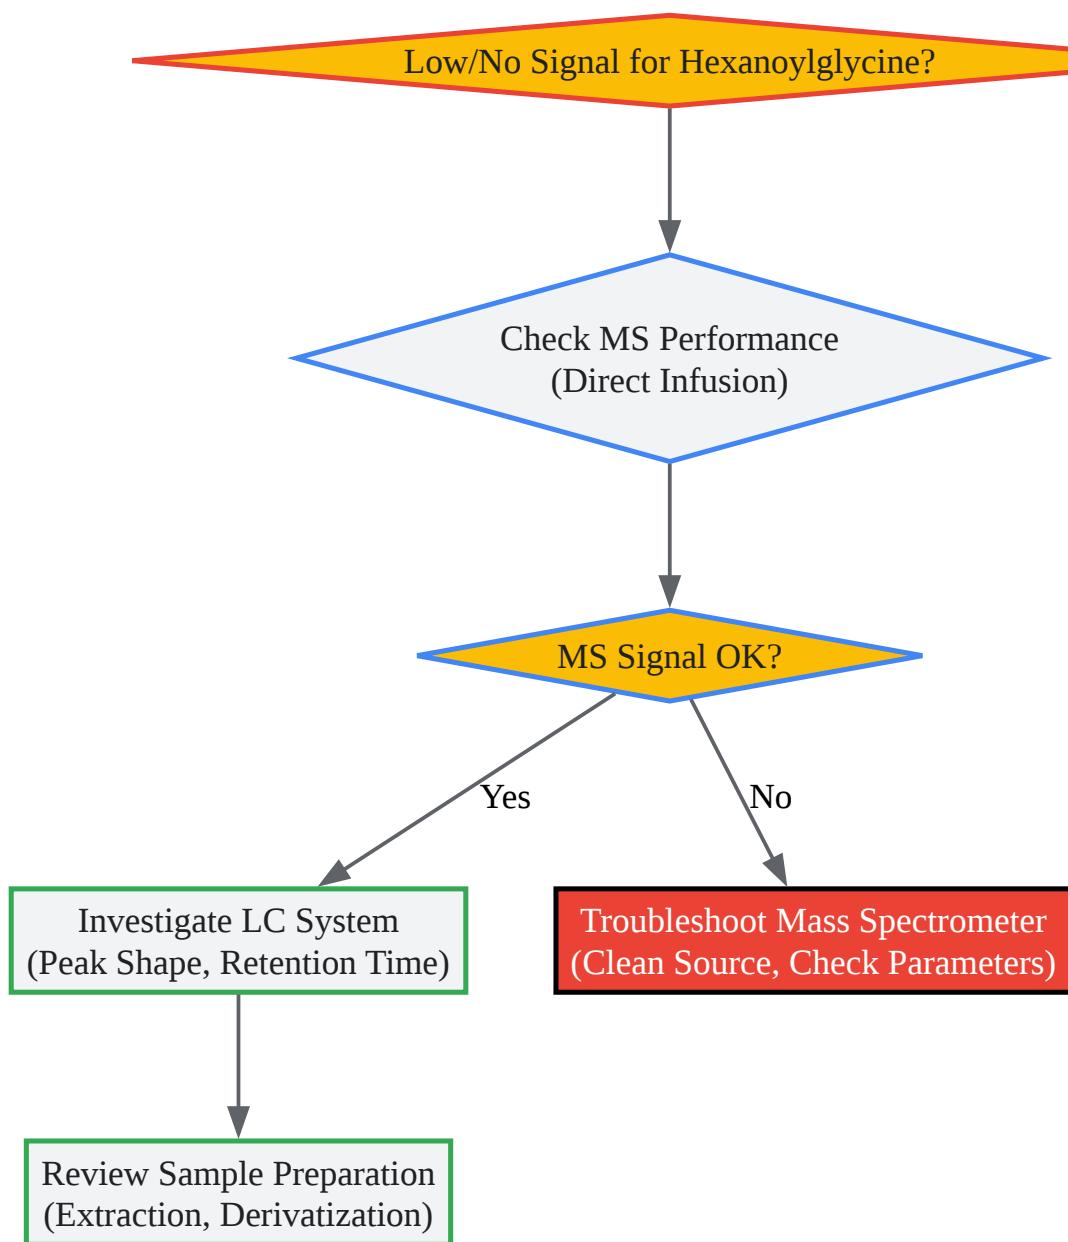 Low/No Signal for Hexanoylglycine?
Check MS Performance
(Direct Infusion)
MS Signal OK?
Yes
No
Investigate LC System
(Peak Shape, Retention Time)
Troubleshoot Mass Spectrometer
(Clean Source, Check Parameters)
Review Sample Preparation
(Extraction, Derivatization)